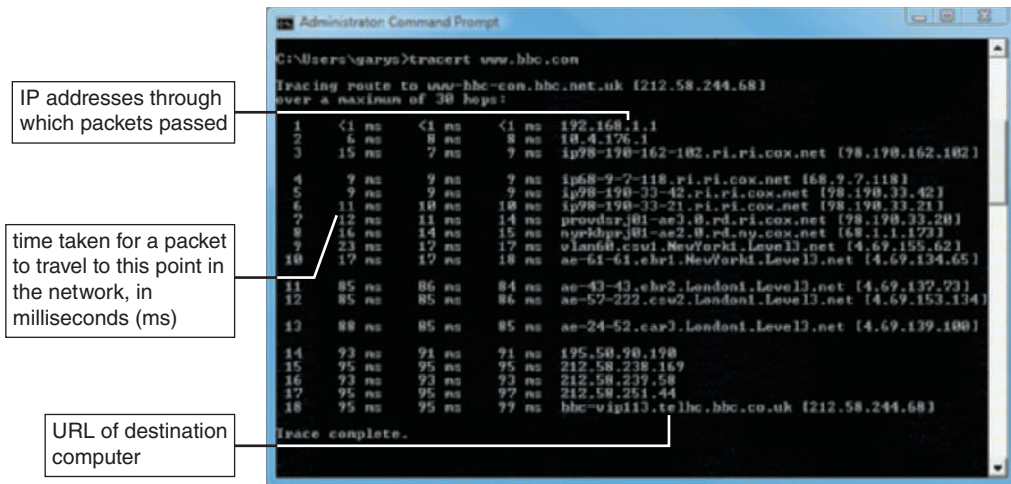 Administrator: Command Prompt
C:\Users\garys>tracert www.bbc.com
Tracing route to www-bbc-com.bbc.net.uk [212.58.244.68]
over a maximum of 30 hops:
1 <1 ms <1 ms <1 ms 192.168.1.1
2 6 ms 8 ms 8 ms 10.4.176.1
3 15 ms 7 ms 9 ms ip98-190-162-102.ri.ri.cox.net [98.190.162.102]
4 9 ms 9 ms 9 ms ip68-9-7-118.ri.ri.cox.net [68.9.7.118]
5 9 ms 9 ms 9 ms ip98-190-33-42.ri.ri.cox.net [98.190.33.42]
6 11 ms 10 ms 10 ms ip98-190-33-21.ri.ri.cox.net [98.190.33.21]
7 12 ms 11 ms 14 ms provdsrj01-ae3.0.rd.ri.cox.net [98.190.33.20]
8 16 ms 14 ms 15 ms nyrkbprj01-ae2.0.rd.ny.cox.net [68.1.1.173]
9 23 ms 17 ms 17 ms vlan60.csw1.NewYork1.Level3.net [4.69.155.62]
10 17 ms 17 ms 18 ms ae-61-61.ebr1.NewYork1.Level3.net [4.69.134.65]
11 85 ms 86 ms 84 ms ae-43-43.ebr2.London1.Level3.net [4.69.137.73]
12 85 ms 85 ms 86 ms ae-57-222.csw2.London1.Level3.net [4.69.153.134]
13 88 ms 85 ms 85 ms ae-24-52.car3.London1.Level3.net [4.69.139.100]
14 93 ms 91 ms 91 ms 195.50.90.190
15 95 ms 95 ms 95 ms 212.58.238.169
16 93 ms 93 ms 93 ms 212.58.239.58
17 95 ms 95 ms 97 ms 212.58.251.44
18 95 ms 95 ms 99 ms bbc-vip113.telhc.bbc.co.uk [212.58.244.68]
Trace complete.
IP addresses through
which packets passed
time taken for a packet
to travel to this point in
the network, in
milliseconds (ms)
URL of destination
computer